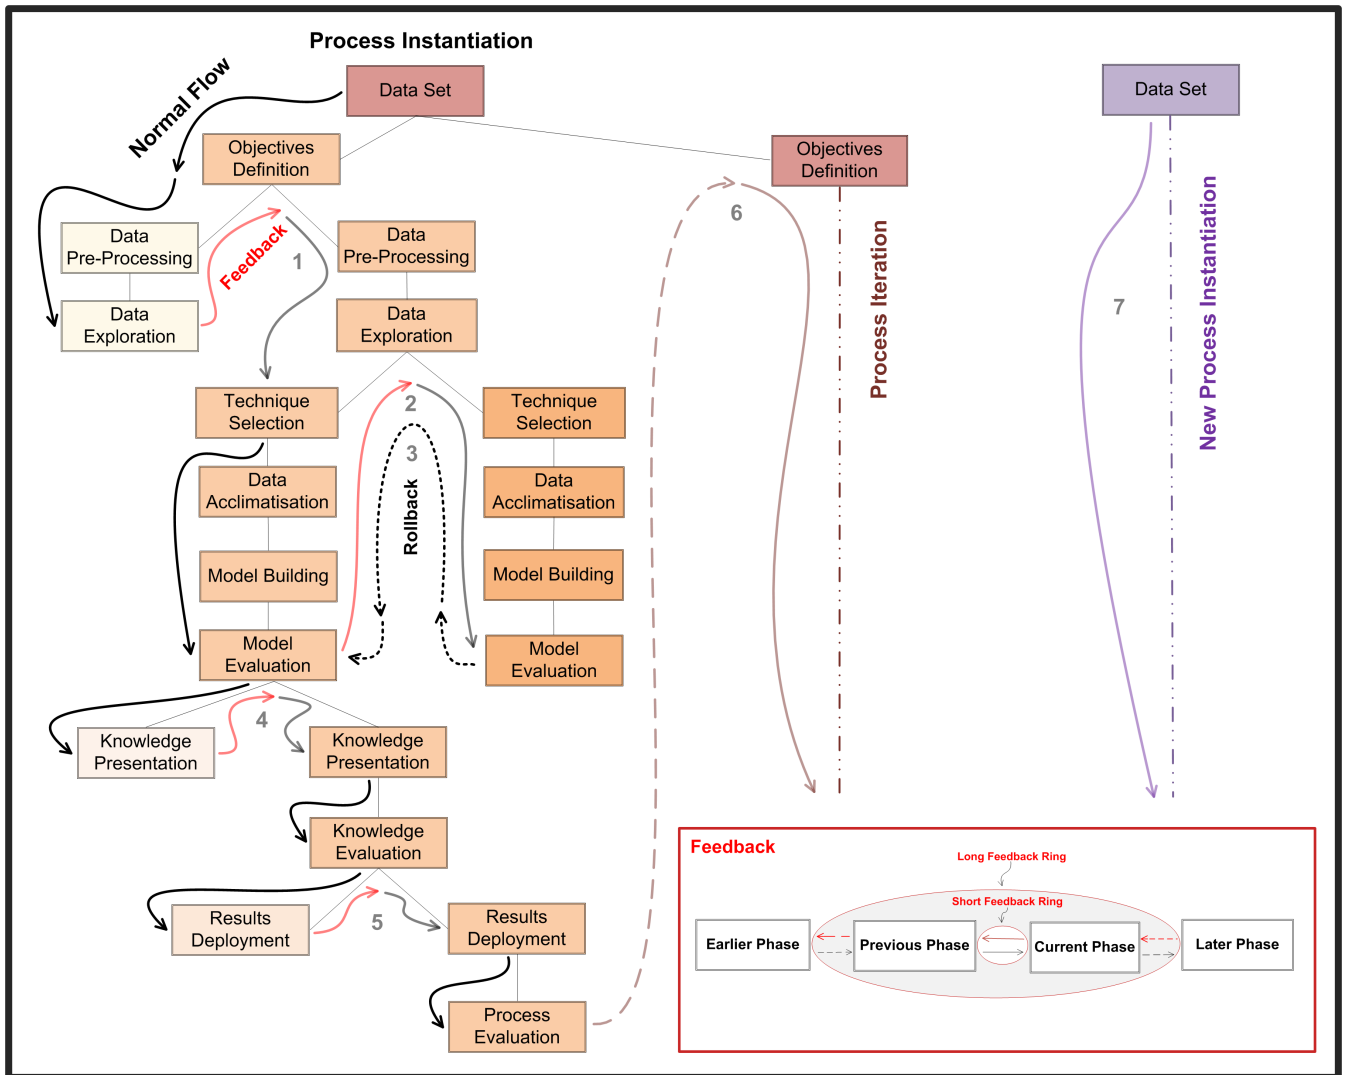 Process Instantiation
Normal Flow
Data Set
Data Set
Objectives
Definition
Objectives
Definition
Data
Pre-Processing
Data
Pre-Processing
Feedback
1
6
Process Iteration
New Process Instantiation
7
Data
Exploration
Data
Exploration
Technique
Selection
2
Technique
Selection
3
Rollback
Data
Acclimatisation
Data
Acclimatisation
Model Building
Model Building
Model
Evaluation
Model
Evaluation
4
Knowledge
Presentation
Knowledge
Presentation
Knowledge
Evaluation
Results
Deployment
5
Results
Deployment
Process
Evaluation
Feedback
Long Feedback Ring
Short Feedback Ring
Earlier Phase
Previous Phase
Current Phase
Later Phase